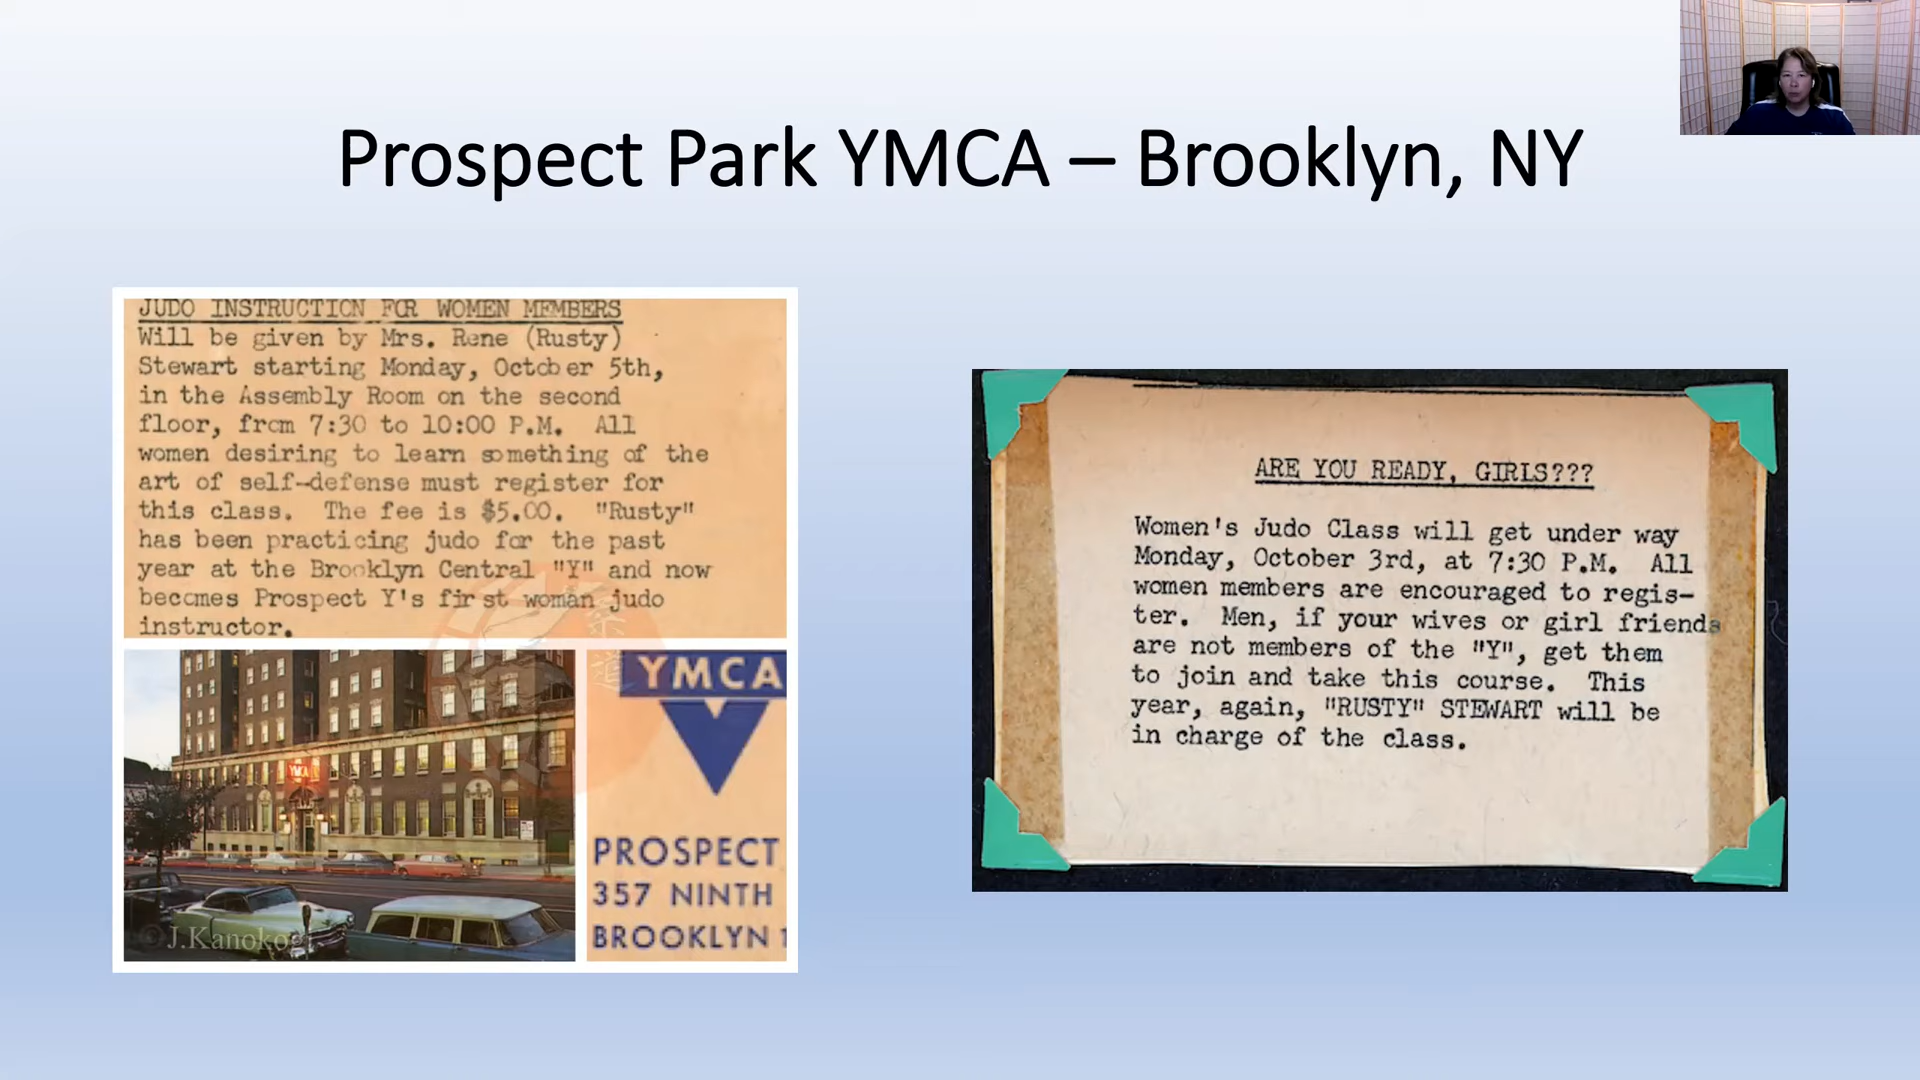 Prospect Park YMCA – Brooklyn, NY
JUDO INSTRUCTION FOR WOMEN MEMBERS
Will be given by Mrs. Rene (Rusty)
Stewart starting Monday, October 5th,
in the Assembly Room on the second
floor, from 7:30 to 10:00 P.M. All
women desiring to learn something of the
art of self-defense must register for
this class. The fee is $5.00. "Rusty"
has been practicing judo for the past
year at the Brooklyn Central "Y" and now
becomes Prospect Y's first woman judo
instructor.
YMCA
©J.Kanokogi
柔
道
YMCA
PROSPECT
357 NINTH
BROOKLYN 1
ARE YOU READY, GIRLS???
Women's Judo Class will get under way
Monday, October 3rd, at 7:30 P.M. All
women members are encouraged to regis-
ter. Men, if your wives or girl friends
are not members of the "Y", get them
to join and take this course. This
year, again, "RUSTY" STEWART will be
in charge of the class.